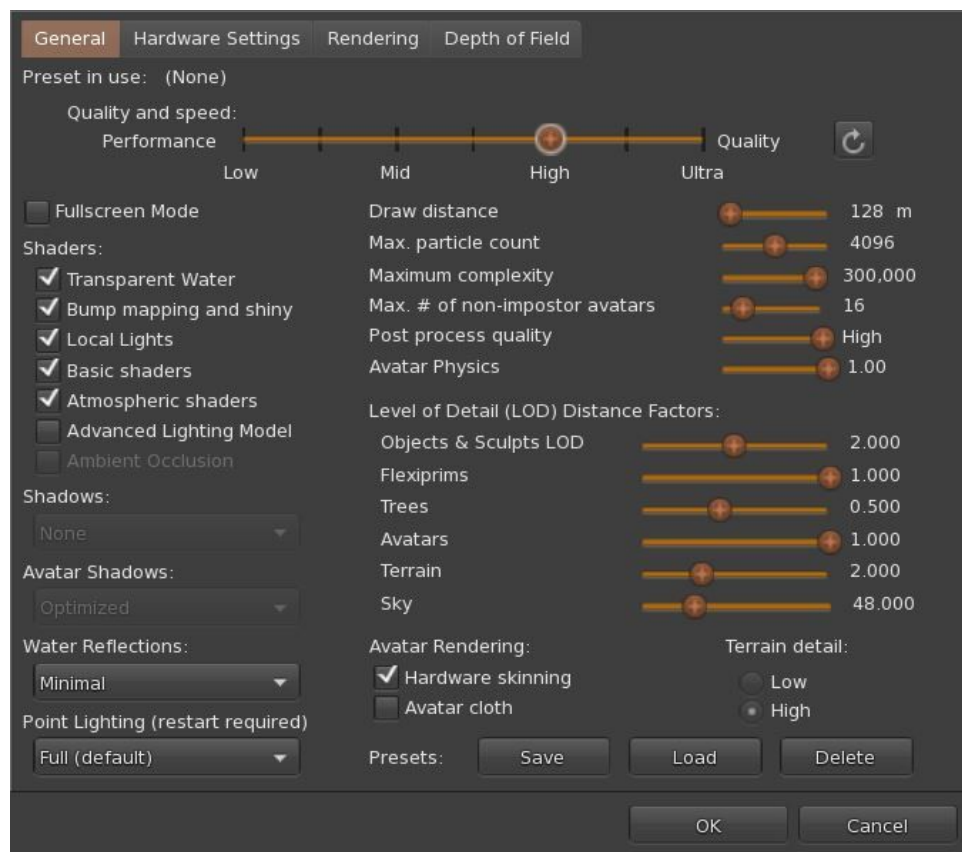 General Hardware Settings Rendering Depth of Field
Preset in use: (None)
Quality and speed:
Performance Quality
Low Mid High Ultra
Fullscreen Mode
Shaders:
Transparent Water
Bump mapping and shiny
Local Lights
Basic shaders
Atmospheric shaders
Advanced Lighting Model
Ambient Occlusion
Shadows:
None
Avatar Shadows:
Optimized
Water Reflections:
Minimal
Point Lighting (restart required)
Full (default)
Draw distance 128 m
Max. particle count 4096
Maximum complexity 300,000
Max. # of non-impostor avatars 16
Post process quality High
Avatar Physics 1.00
Level of Detail (LOD) Distance Factors:
Objects & Sculpts LOD 2.000
Flexiprims 1.000
Trees 0.500
Avatars 1.000
Terrain 2.000
Sky 48.000
Avatar Rendering:
Hardware skinning
Avatar cloth
Terrain detail:
Low
High
Presets: Save Load Delete
OK Cancel